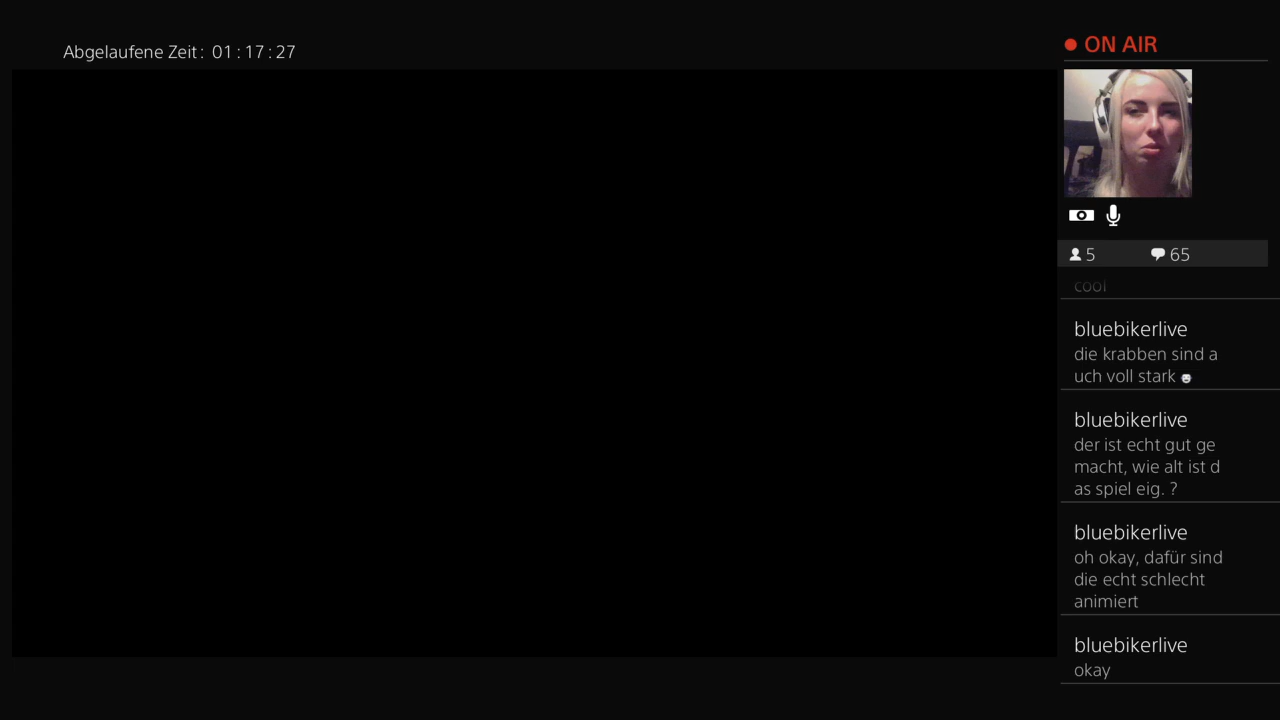 Abgelaufene Zeit: 01:17:27
ON AIR
5
65
cool
bluebikerlive
die krabben sind a
uch voll stark
bluebikerlive
der ist echt gut ge
macht, wie alt ist d
as spiel eig. ?
bluebikerlive
oh okay, dafür sind
die echt schlecht
animiert
bluebikerlive
okay